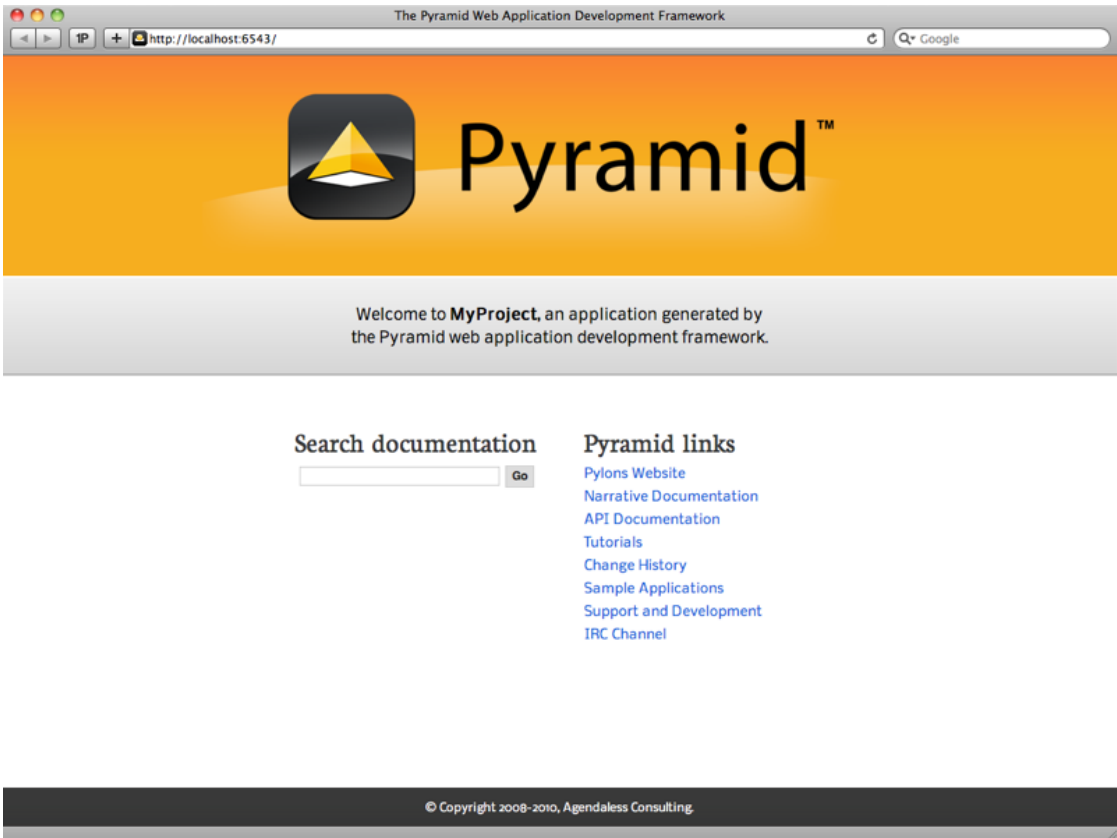 The Pyramid Web Application Development Framework
1P
+
http://localhost:6543/
Google
Pyramid™
Welcome to MyProject, an application generated by
the Pyramid web application development framework.
Search documentation
Go
Pyramid links
Pylons Website
Narrative Documentation
API Documentation
Tutorials
Change History
Sample Applications
Support and Development
IRC Channel
© Copyright 2008-2010, Agendaless Consulting.